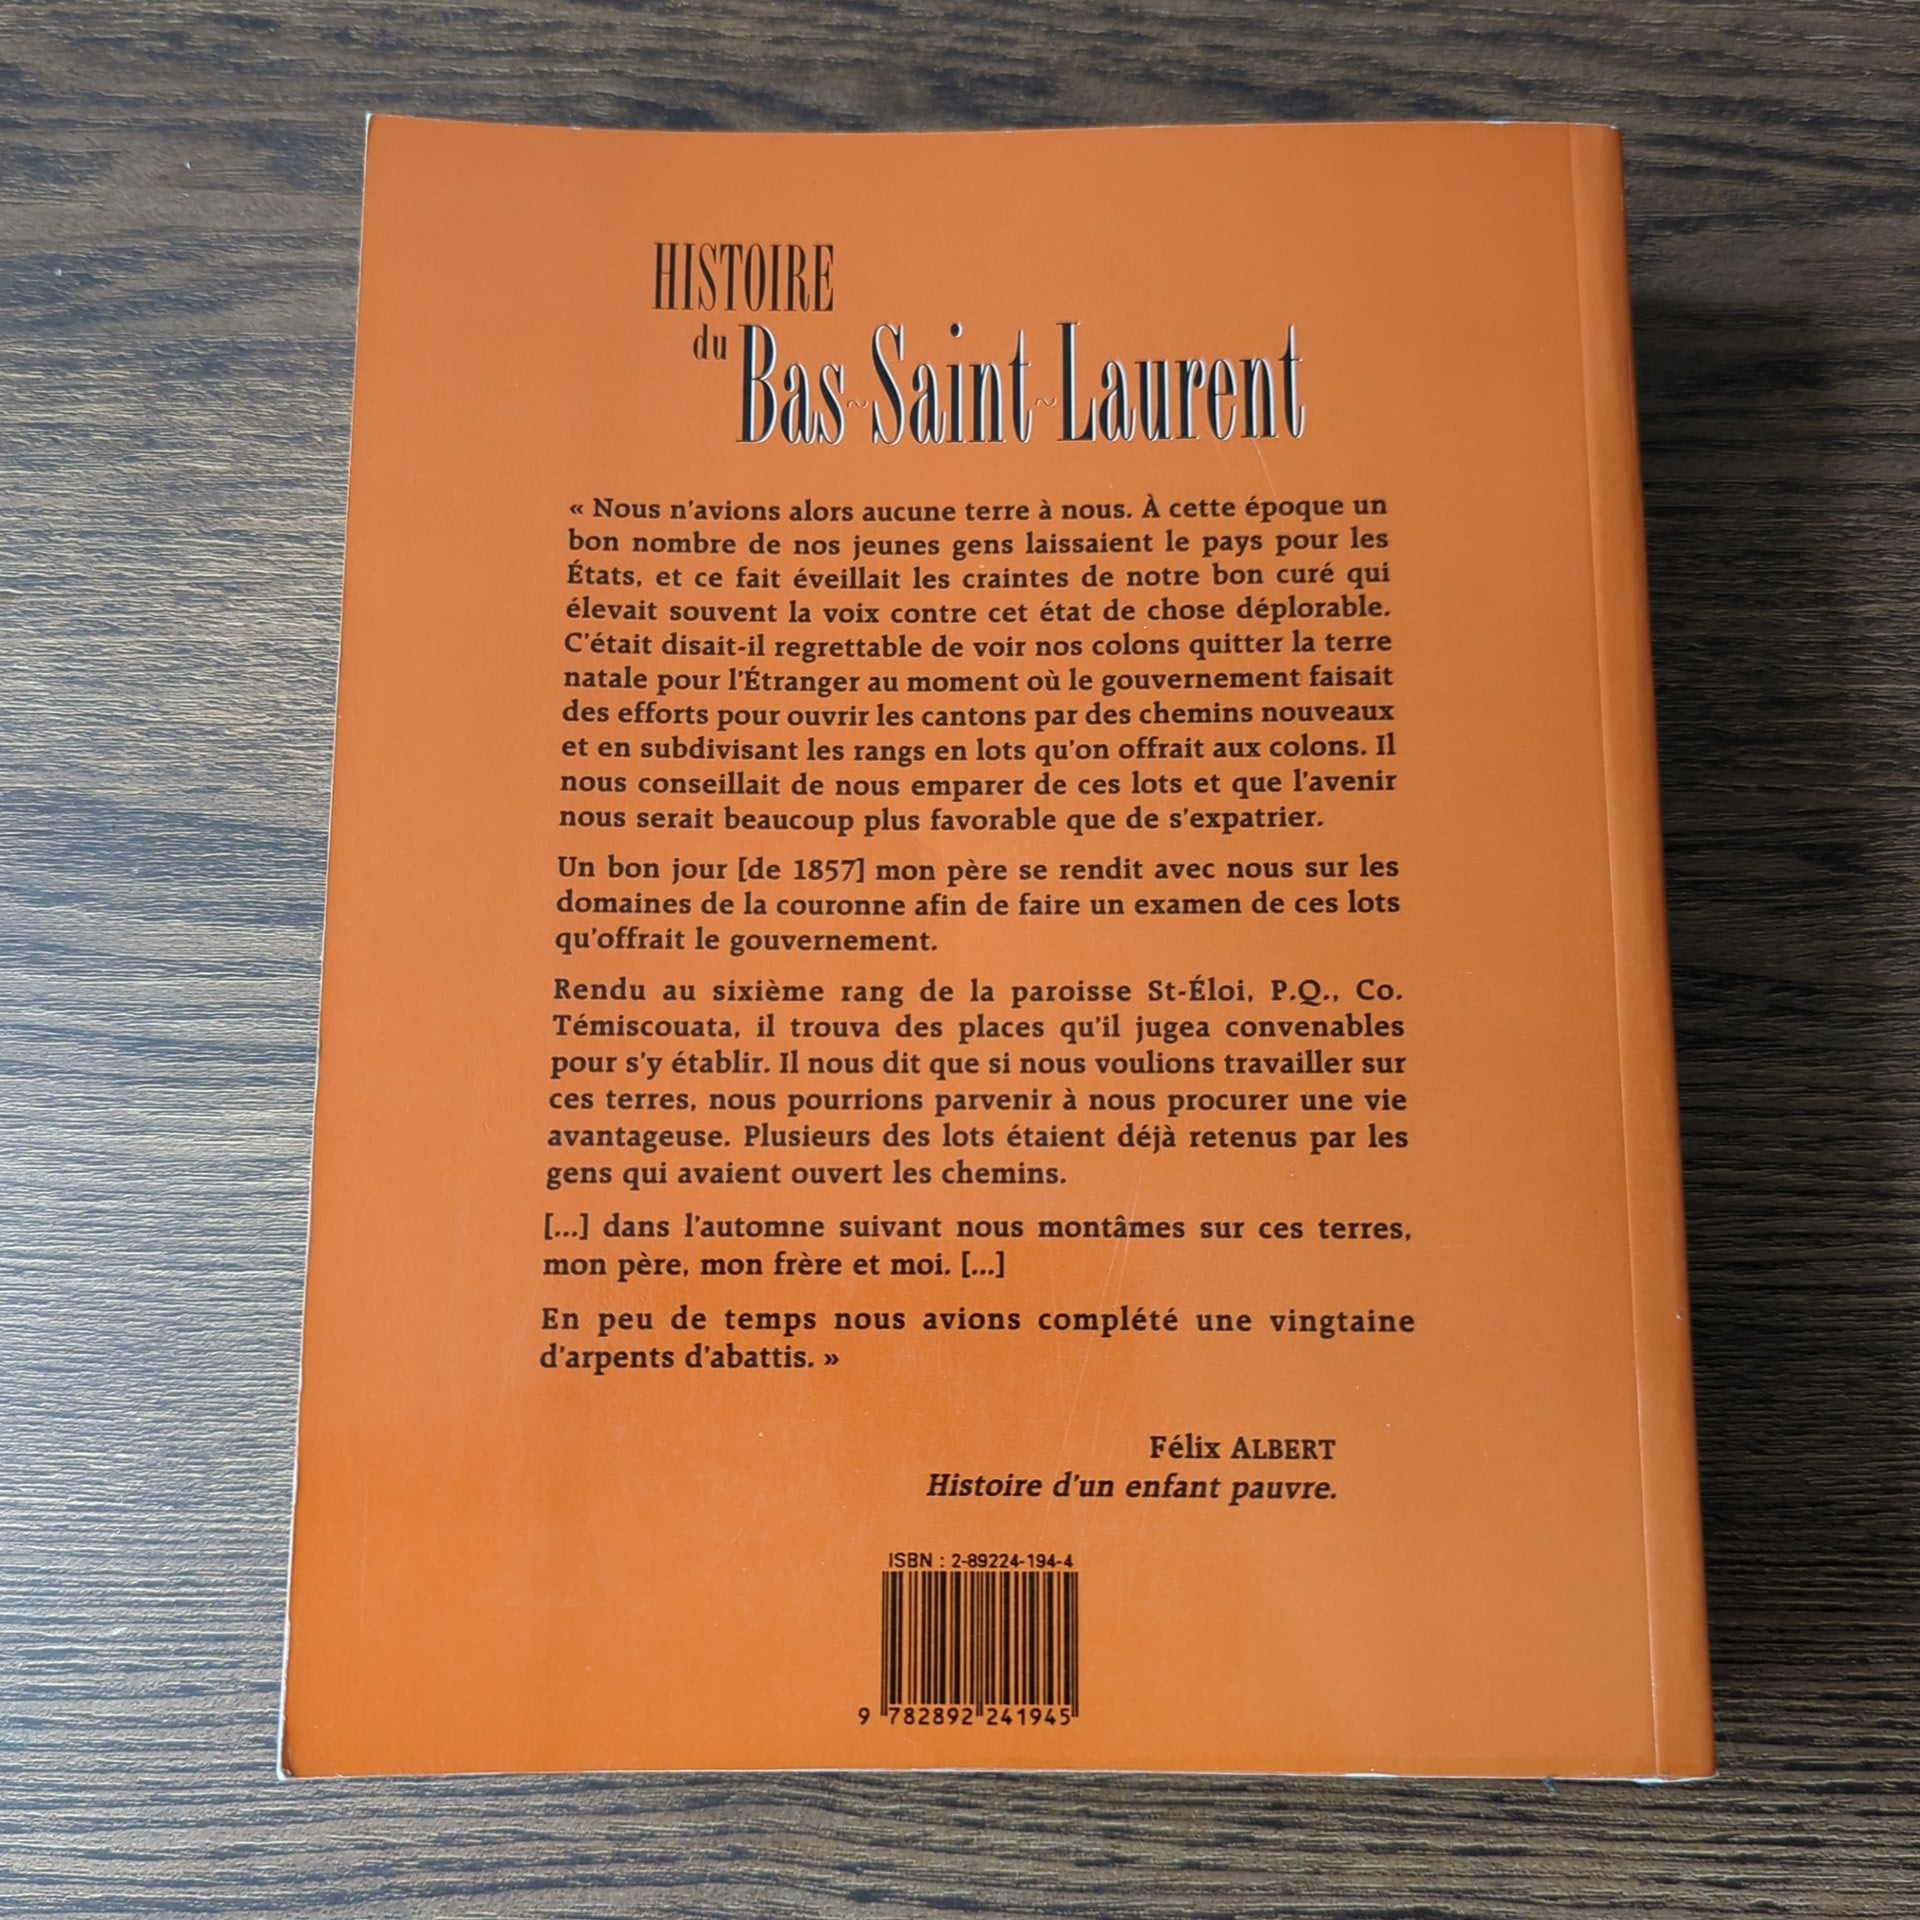 HISTOIRE
du Bas~Saint~Laurent
« Nous n'avions alors aucune terre à nous. À cette époque un
bon nombre de nos jeunes gens laissaient le pays pour les
États, et ce fait éveillait les craintes de notre bon curé qui
élevait souvent la voix contre cet état de chose déplorable.
C'était disait-il regrettable de voir nos colons quitter la terre
natale pour l'Étranger au moment où le gouvernement faisait
des efforts pour ouvrir les cantons par des chemins nouveaux
et en subdivisant les rangs en lots qu'on offrait aux colons. Il
nous conseillait de nous emparer de ces lots et que l'avenir
nous serait beaucoup plus favorable que de s'expatrier.
Un bon jour [de 1857] mon père se rendit avec nous sur les
domaines de la couronne afin de faire un examen de ces lots
qu'offrait le gouvernement.
Rendu au sixième rang de la paroisse St-Éloi, P.Q., Co.
Témiscouata, il trouva des places qu'il jugea convenables
pour s'y établir. Il nous dit que si nous voulions travailler sur
ces terres, nous pourrions parvenir à nous procurer une vie
avantageuse. Plusieurs des lots étaient déjà retenus par les
gens qui avaient ouvert les chemins.
[...] dans l'automne suivant nous montâmes sur ces terres,
mon père, mon frère et moi. [...]
En peu de temps nous avions complété une vingtaine
d'arpents d'abattis. »
Félix ALBERT
Histoire d'un enfant pauvre.
ISBN : 2-89224-194-4
9 782892 241945